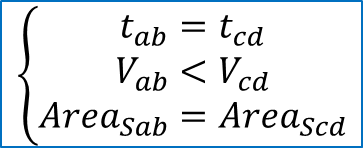 t_ab = t_cd
V_ab < V_cd
Area_Sab = Area_Scd